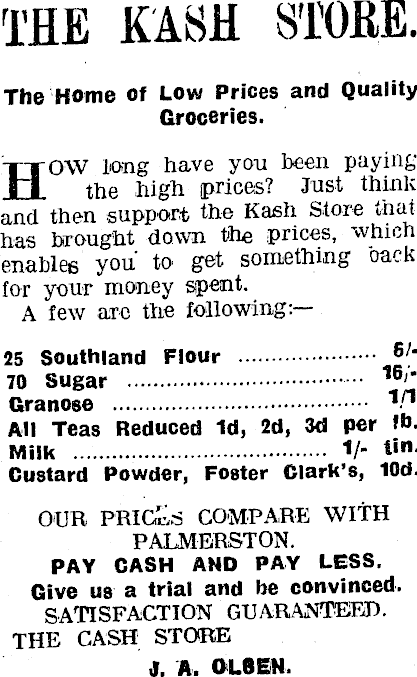 THE KASH STORE.
The Home of Low Prices and Quality
Groceries.
HOW long have you been paying
the high prices? Just think
and then support the Kash Store that
has brought down the prices, which
enables you to get something back
for your money spent.
A few are the following:—
25 Southland Flour .................... 6/-
70 Sugar .................................. 16/-
Granose ..................................... 1/1
All Teas Reduced 1d, 2d, 3d per lb.
Milk ..................................... 1/- tin.
Custard Powder, Foster Clark's, 10d.
OUR PRICES COMPARE WITH
PALMERSTON.
PAY CASH AND PAY LESS.
Give us a trial and be convinced.
SATISFACTION GUARANTEED.
THE CASH STORE
J. A. OLSEN.